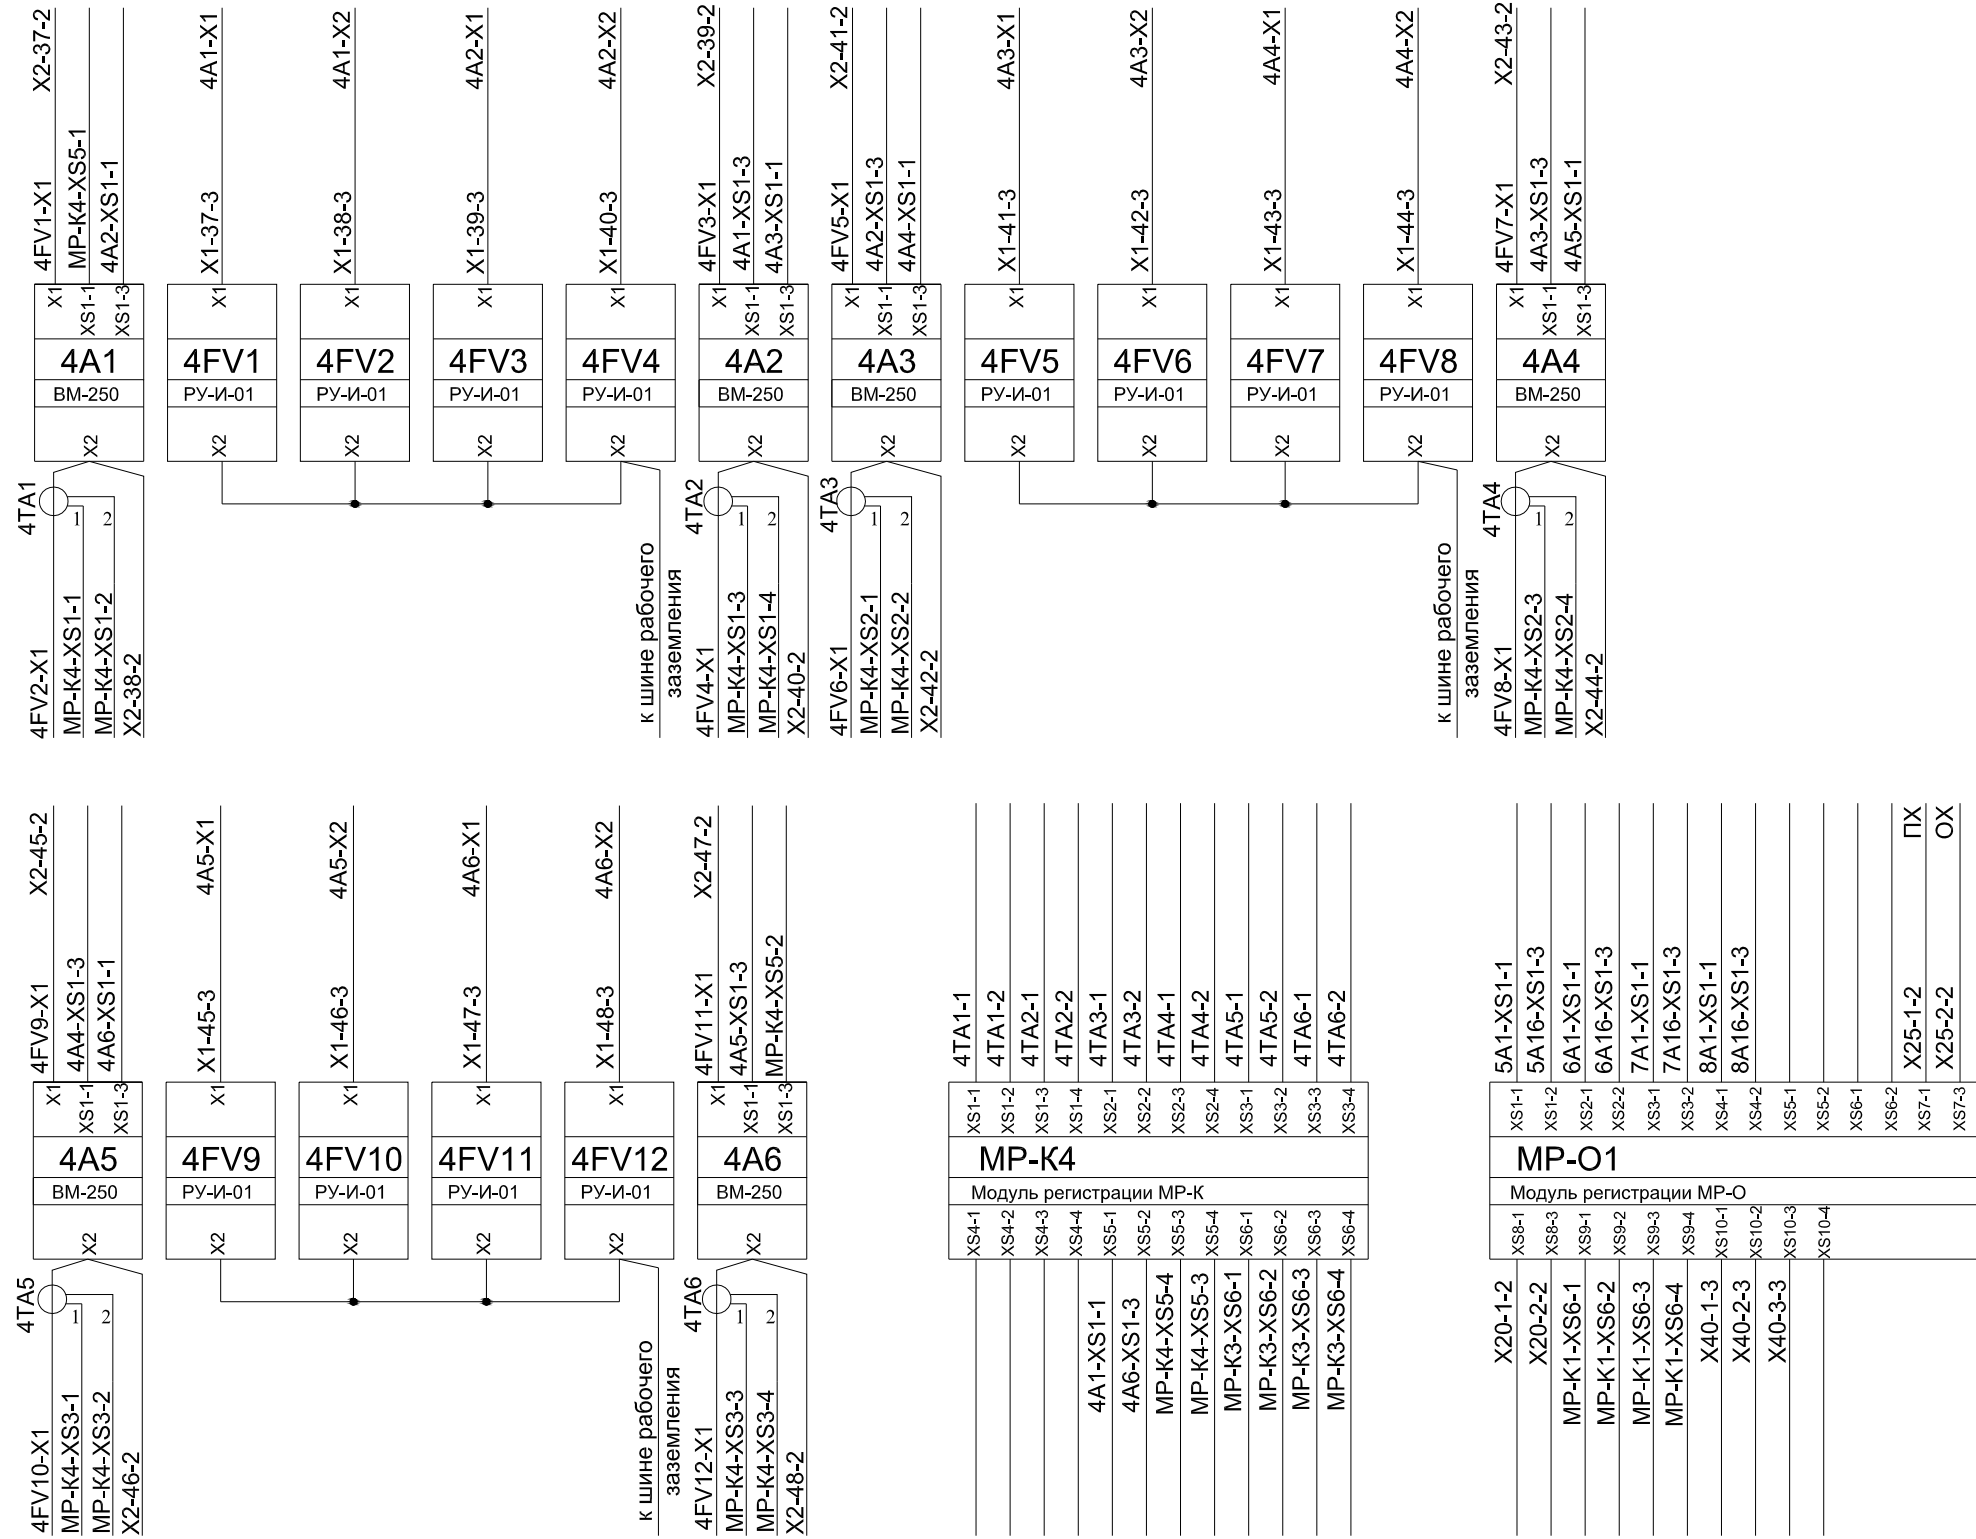 X2-37-2
4FV1-X1
МР-К4-XS5-1
4A2-XS1-1
X1
XS1-1
XS1-3
4A1
ВМ-250
X2
4TA1
1
2
4FV2-X1
МР-К4-XS1-1
МР-К4-XS1-2
X2-38-2
4A1-X1
X1-37-3
X1
4FV1
РУ-И-01
X2
4A1-X2
X1-38-3
X1
4FV2
РУ-И-01
X2
4A2-X1
X1-39-3
X1
4FV3
РУ-И-01
X2
4A2-X2
X1-40-3
X1
4FV4
РУ-И-01
X2
к шине рабочего
заземления
X2-39-2
4FV3-X1
4A1-XS1-3
4A3-XS1-1
X1
XS1-1
XS1-3
4A2
ВМ-250
X2
4TA2
1
2
4FV4-X1
МР-К4-XS1-3
МР-К4-XS1-4
X2-40-2
X2-41-2
4FV5-X1
4A2-XS1-3
4A4-XS1-1
X1
XS1-1
XS1-3
4A3
ВМ-250
X2
4TA3
1
2
4FV6-X1
МР-К4-XS2-1
МР-К4-XS2-2
X2-42-2
4A3-X1
X1-41-3
X1
4FV5
РУ-И-01
X2
4A3-X2
X1-42-3
X1
4FV6
РУ-И-01
X2
4A4-X1
X1-43-3
X1
4FV7
РУ-И-01
X2
4A4-X2
X1-44-3
X1
4FV8
РУ-И-01
X2
к шине рабочего
заземления
X2-43-2
4FV7-X1
4A3-XS1-3
4A5-XS1-1
X1
XS1-1
XS1-3
4A4
ВМ-250
X2
4TA4
1
2
4FV8-X1
МР-К4-XS2-3
МР-К4-XS2-4
X2-44-2
X2-45-2
4FV9-X1
4A4-XS1-3
4A6-XS1-1
X1
XS1-1
XS1-3
4A5
ВМ-250
X2
4TA5
1
2
4FV10-X1
МР-К4-XS3-1
МР-К4-XS3-2
X2-46-2
4A5-X1
X1-45-3
X1
4FV9
РУ-И-01
X2
4A5-X2
X1-46-3
X1
4FV10
РУ-И-01
X2
4A6-X1
X1-47-3
X1
4FV11
РУ-И-01
X2
4A6-X2
X1-48-3
X1
4FV12
РУ-И-01
X2
к шине рабочего
заземления
X2-47-2
4FV11-X1
4A5-XS1-3
МР-К4-XS5-2
X1
XS1-1
XS1-3
4A6
ВМ-250
X2
4TA6
1
2
4FV12-X1
МР-К4-XS3-3
МР-К4-XS3-4
X2-48-2
4TA1-1
4TA1-2
4TA2-1
4TA2-2
4TA3-1
4TA3-2
4TA4-1
4TA4-2
4TA5-1
4TA5-2
4TA6-1
4TA6-2
XS1-1
XS1-2
XS1-3
XS1-4
XS2-1
XS2-2
XS2-3
XS2-4
XS3-1
XS3-2
XS3-3
XS3-4
МР-К4
Модуль регистрации МР-К
XS4-1
XS4-2
XS4-3
XS4-4
XS5-1
XS5-2
XS5-3
XS5-4
XS6-1
XS6-2
XS6-3
XS6-4
4A1-XS1-1
4A6-XS1-3
МР-К4-XS5-4
МР-К4-XS5-3
МР-К3-XS6-1
МР-К3-XS6-2
МР-К3-XS6-3
МР-К3-XS6-4
5A1-XS1-1
5A16-XS1-3
6A1-XS1-1
6A16-XS1-3
7A1-XS1-1
7A16-XS1-3
8A1-XS1-1
8A16-XS1-3
X25-1-2
ПХ
X25-2-2
ОХ
XS1-1
XS1-2
XS2-1
XS2-2
XS3-1
XS3-2
XS4-1
XS4-2
XS5-1
XS5-2
XS6-1
XS6-2
XS7-1
XS7-3
МР-О1
Модуль регистрации МР-О
XS8-1
XS8-3
XS9-1
XS9-2
XS9-3
XS9-4
XS10-1
XS10-2
XS10-3
XS10-4
X20-1-2
X20-2-2
МР-К1-XS6-1
МР-К1-XS6-2
МР-К1-XS6-3
МР-К1-XS6-4
X40-1-3
X40-2-3
X40-3-3